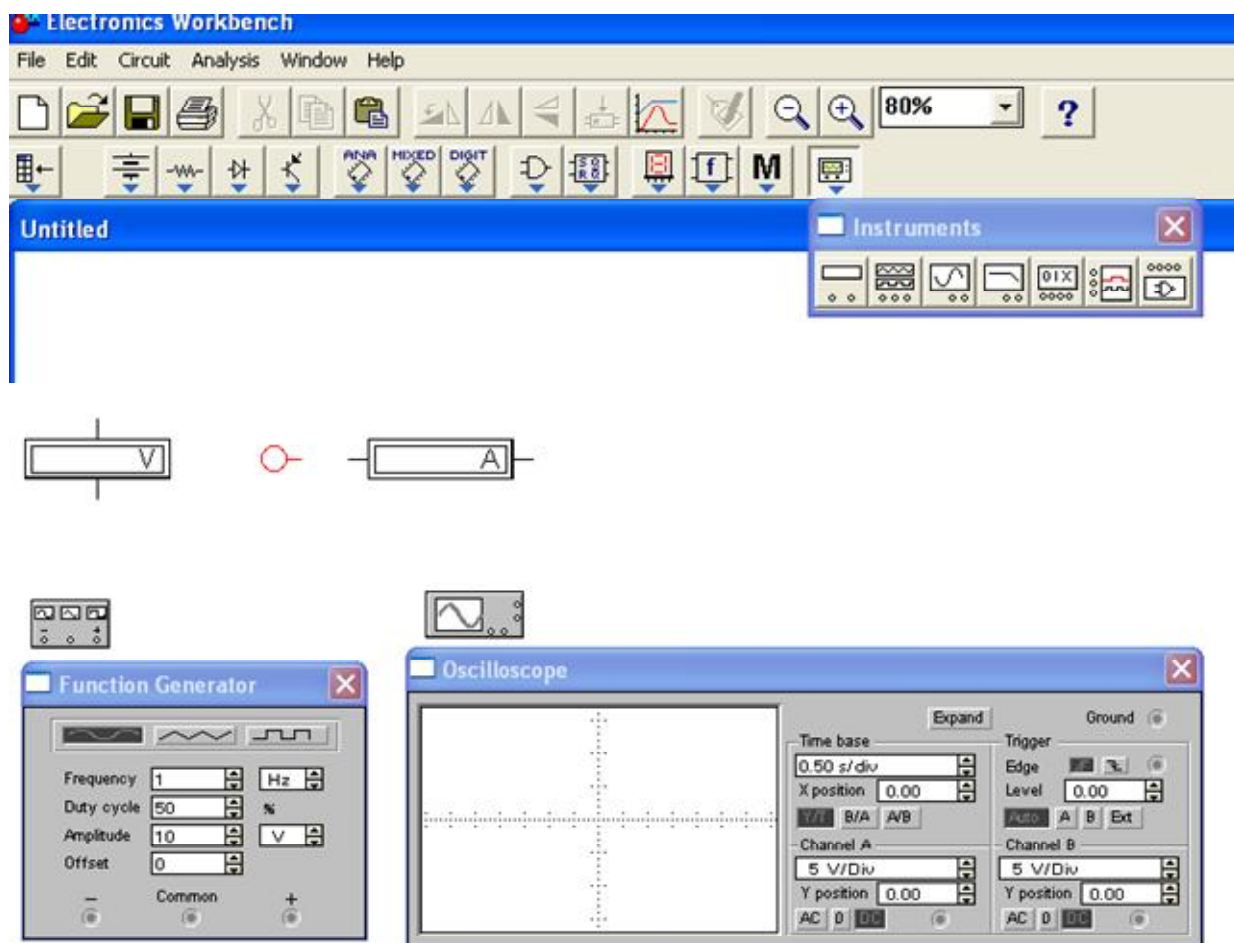 Electronics Workbench
File Edit Circuit Analysis Window Help
80% ?
ANA MIXED DIGIT f M
Untitled
Instruments
V A
Function Generator
Frequency 1 Hz
Duty cycle 50 %
Amplitude 10 V
Offset 0
– Common +
Oscilloscope
Expand Ground
Time base
0.50 s/div
X position 0.00
Y/T B/A A/B
Trigger
Edge
Level 0.00
Auto A B Ext
Channel A
5 V/Div
Y position 0.00
AC 0 DC
Channel B
5 V/Div
Y position 0.00
AC 0 DC